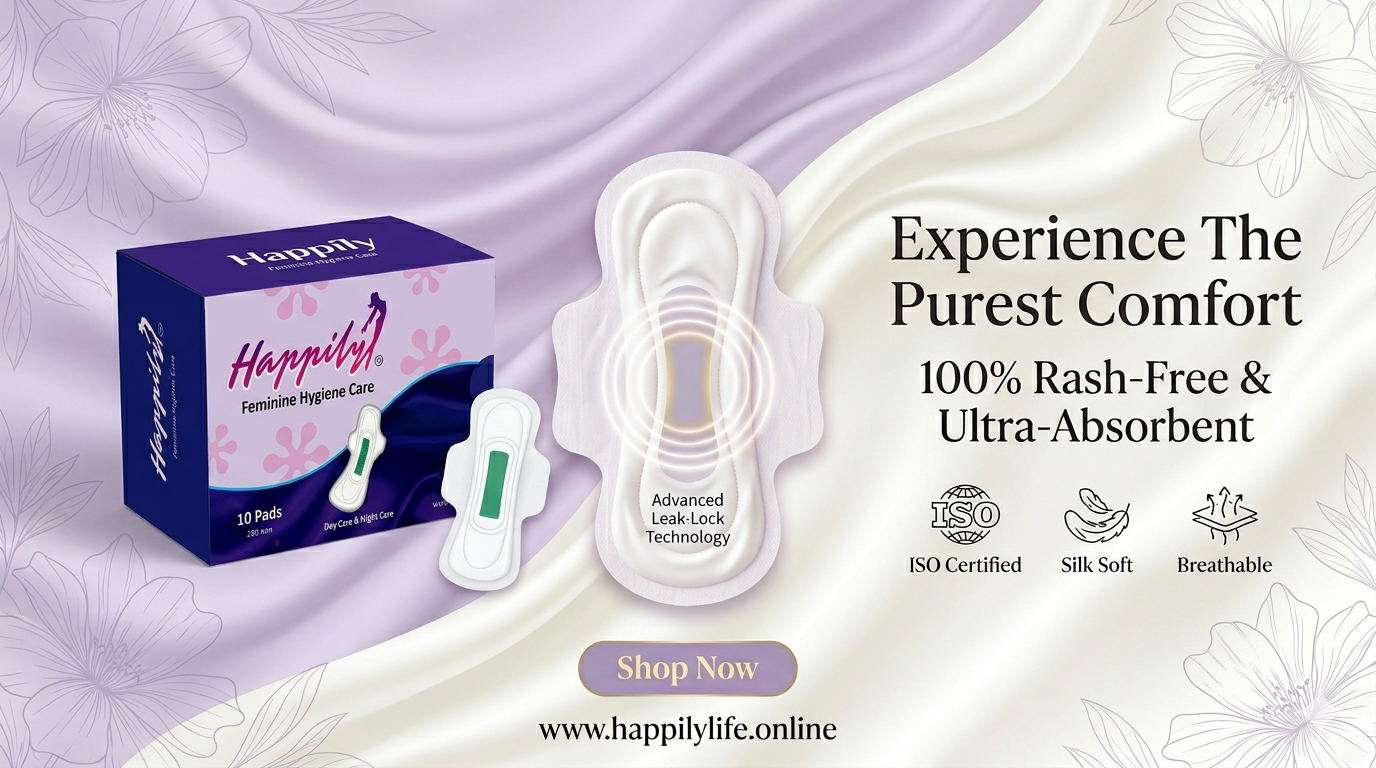 Happily
Feminine Hygiene Care
Happily
Feminine Hygiene Care
Happily
Feminine Hygiene Care
10 Pads
280 mm
Day Care & Night Care
Advanced
Leak-Lock
Technology
Experience The
Purest Comfort
100% Rash-Free &
Ultra-Absorbent
ISO
ISO Certified
Silk Soft
Breathable
Shop Now
www.happilylife.online